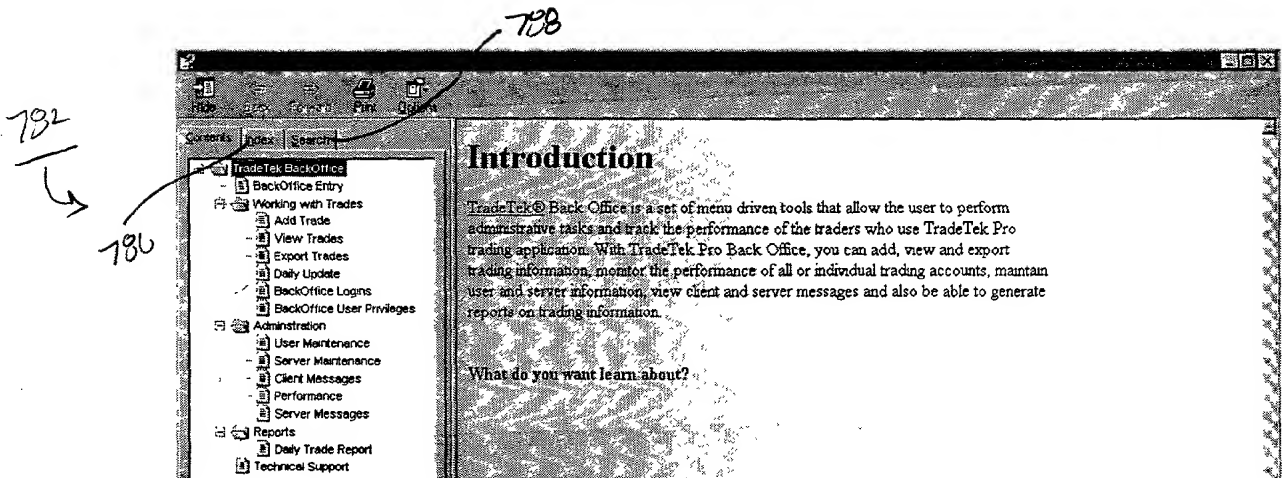 788
782
786
Hide Back Forward Print Options
Contents Index Search
TradeTek BackOffice
BackOffice Entry
Working with Trades
Add Trade
View Trades
Export Trades
Daily Update
BackOffice Logins
BackOffice User Privileges
Adminstration
User Maintenance
Server Maintenance
Client Messages
Performance
Server Messages
Reports
Daily Trade Report
Technical Support
Introduction
TradeTek® Back Office is a set of menu driven tools that allow the user to perform
administrative tasks and track the performance of the traders who use TradeTek Pro
trading application. With TradeTek Pro Back Office, you can add, view and export
trading information, monitor the performance of all or individual trading accounts, maintain
user and server information, view client and server messages and also be able to generate
reports on trading information.
What do you want learn about?